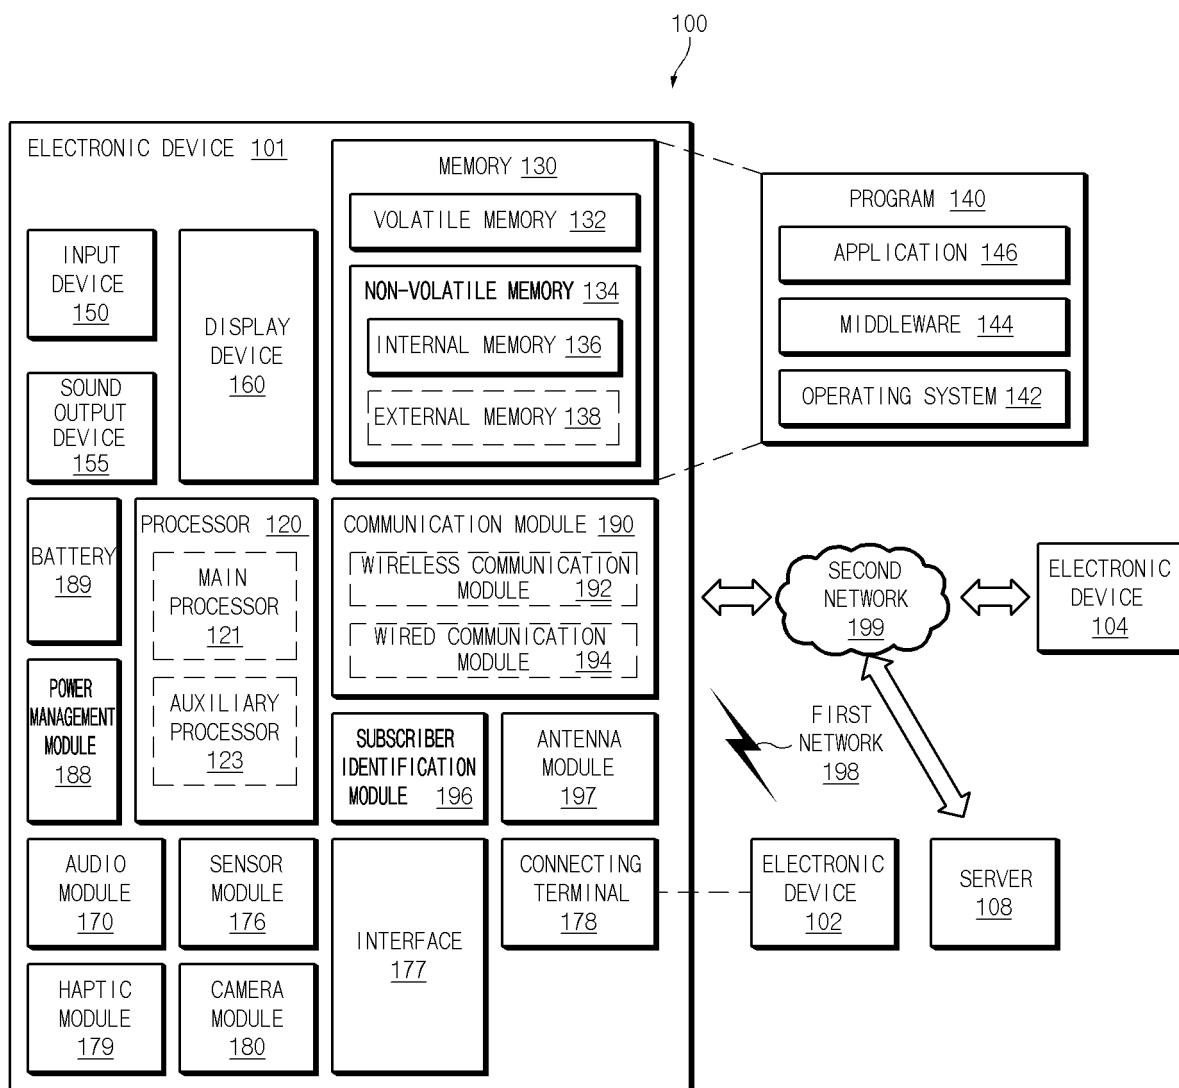 100
ELECTRONIC DEVICE 101
MEMORY 130
VOLATILE MEMORY 132
NON-VOLATILE MEMORY 134
INTERNAL MEMORY 136
EXTERNAL MEMORY 138
PROGRAM 140
APPLICATION 146
MIDDLEWARE 144
OPERATING SYSTEM 142
INPUT
DEVICE
150
DISPLAY
DEVICE
160
SOUND
OUTPUT
DEVICE
155
BATTERY
189
PROCESSOR 120
MAIN
PROCESSOR
121
AUXILIARY
PROCESSOR
123
COMMUNICATION MODULE 190
WIRELESS COMMUNICATION
MODULE 192
WIRED COMMUNICATION
MODULE 194
SECOND
NETWORK
199
ELECTRONIC
DEVICE
104
POWER
MANAGEMENT
MODULE
188
SUBSCRIBER
IDENTIFICATION
MODULE 196
ANTENNA
MODULE
197
FIRST
NETWORK
198
AUDIO
MODULE
170
SENSOR
MODULE
176
INTERFACE
177
CONNECTING
TERMINAL
178
ELECTRONIC
DEVICE
102
SERVER
108
HAPTIC
MODULE
179
CAMERA
MODULE
180